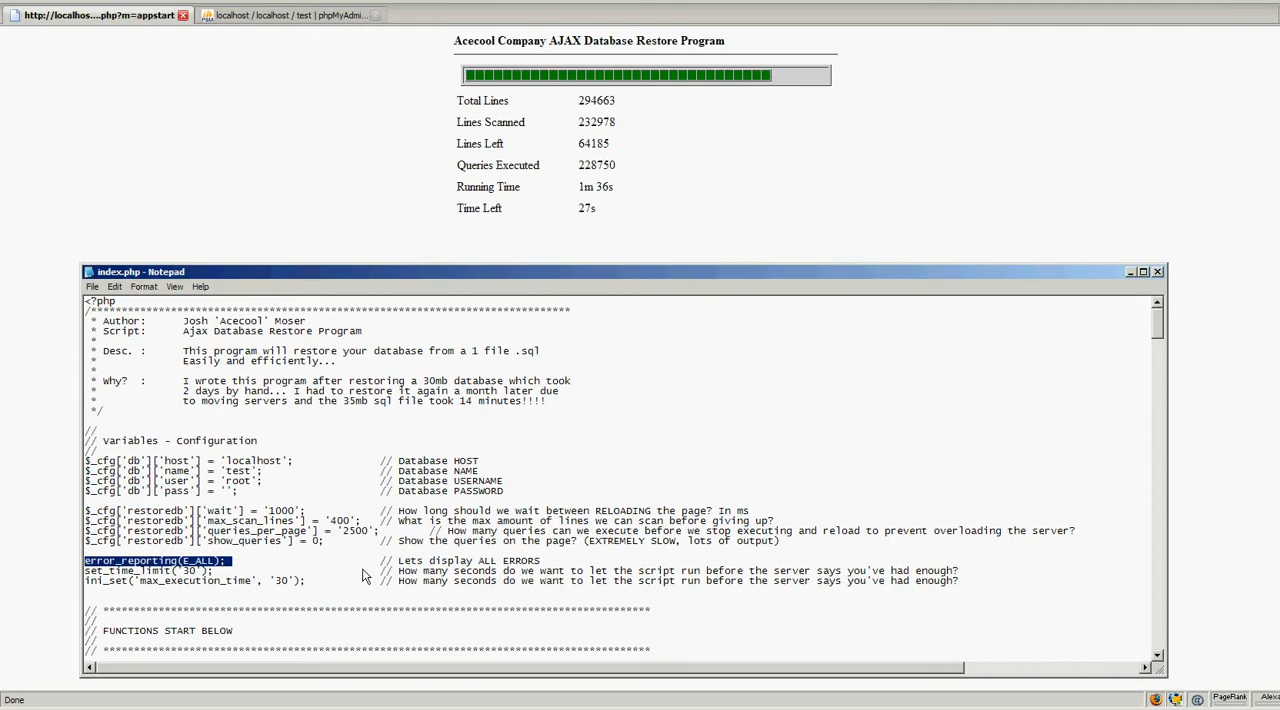 http://localhos....php?m=appstart
localhost / localhost / test | phpMyAdmi...
Acecool Company AJAX Database Restore Program
Total Lines 294663
Lines Scanned 232978
Lines Left 64185
Queries Executed 228750
Running Time 1m 36s
Time Left 27s
index.php - Notepad
File Edit Format View Help
<?php
/******************************************************************************
* Author: Josh 'Acecool' Moser
* Script: Ajax Database Restore Program
*
* Desc. : This program will restore your database from a 1 file .sql
* Easily and efficiently...
*
* Why? : I wrote this program after restoring a 30mb database which took
* 2 days by hand... I had to restore it again a month later due
* to moving servers and the 35mb sql file took 14 minutes!!!!
*/
//
// Variables - Configuration
//
$_cfg['db']['host'] = 'localhost'; // Database HOST
$_cfg['db']['name'] = 'test'; // Database NAME
$_cfg['db']['user'] = 'root'; // Database USERNAME
$_cfg['db']['pass'] = ''; // Database PASSWORD
$_cfg['restoredb']['wait'] = '1000'; // How long should we wait between RELOADING the page? In ms
$_cfg['restoredb']['max_scan_lines'] = '400'; // What is the max amount of lines we can scan before giving up?
$_cfg['restoredb']['queries_per_page'] = '2500'; // How many queries can we execute before we stop executing and reload to prevent overloading the server?
$_cfg['restoredb']['show_queries'] = 0; // Show the queries on the page? (EXTREMELY SLOW, lots of output)
error_reporting(E_ALL); // Lets display ALL ERRORS
set_time_limit('30'); // How many seconds do we want to let the script run before the server says you've had enough?
ini_set('max_execution_time', '30'); // How many seconds do we want to let the script run before the server says you've had enough?
// *****************************************************************************************
//
// FUNCTIONS START BELOW
//
// *****************************************************************************************
Done
PageRank
Alexa